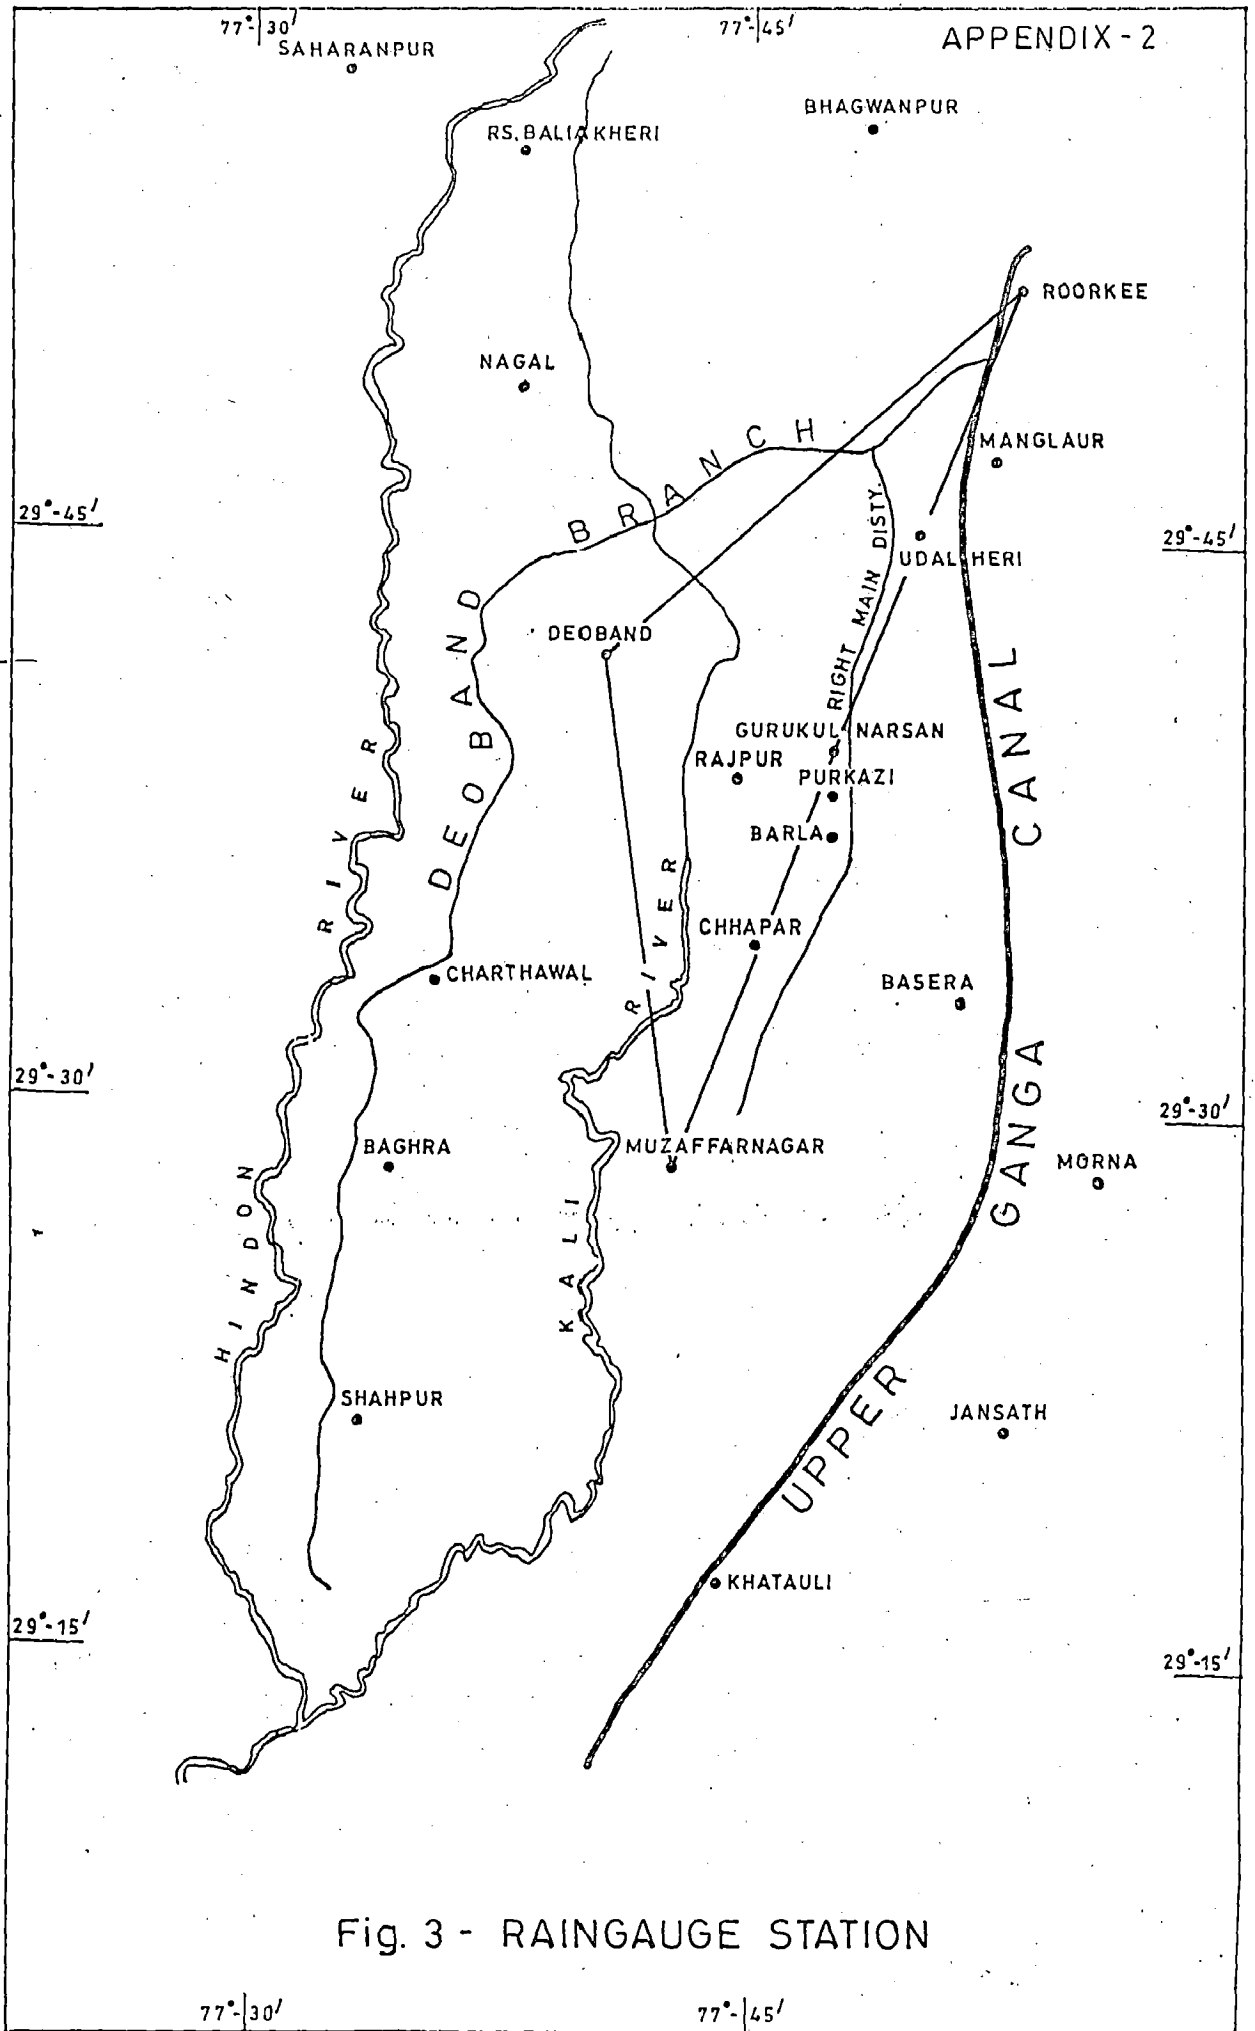 77°-30'
77°-45'
APPENDIX-2
SAHARANPUR
BHAGWANPUR
RS. BALIAKHERI
ROORKEE
NAGAL
MANGLAUR
DEOBAND BRANCH
29°-45'
29°-45'
RIGHT MAIN DISTY.
UDALHERI
DEOBAND
GURUKUL NARSAN
RAJPUR
PURKAZI
BARLA
CHHAPAR
CHARTHAWAL
BASERA
HINDON RIVER
KALI RIVER
UPPER GANGA CANAL
29°-30'
29°-30'
BAGHRA
MUZAFFARNAGAR
MORNA
SHAHPUR
JANSATH
KHATAULI
29°-15'
29°-15'
Fig. 3 - RAINGAUGE STATION
77°-30'
77°-45'